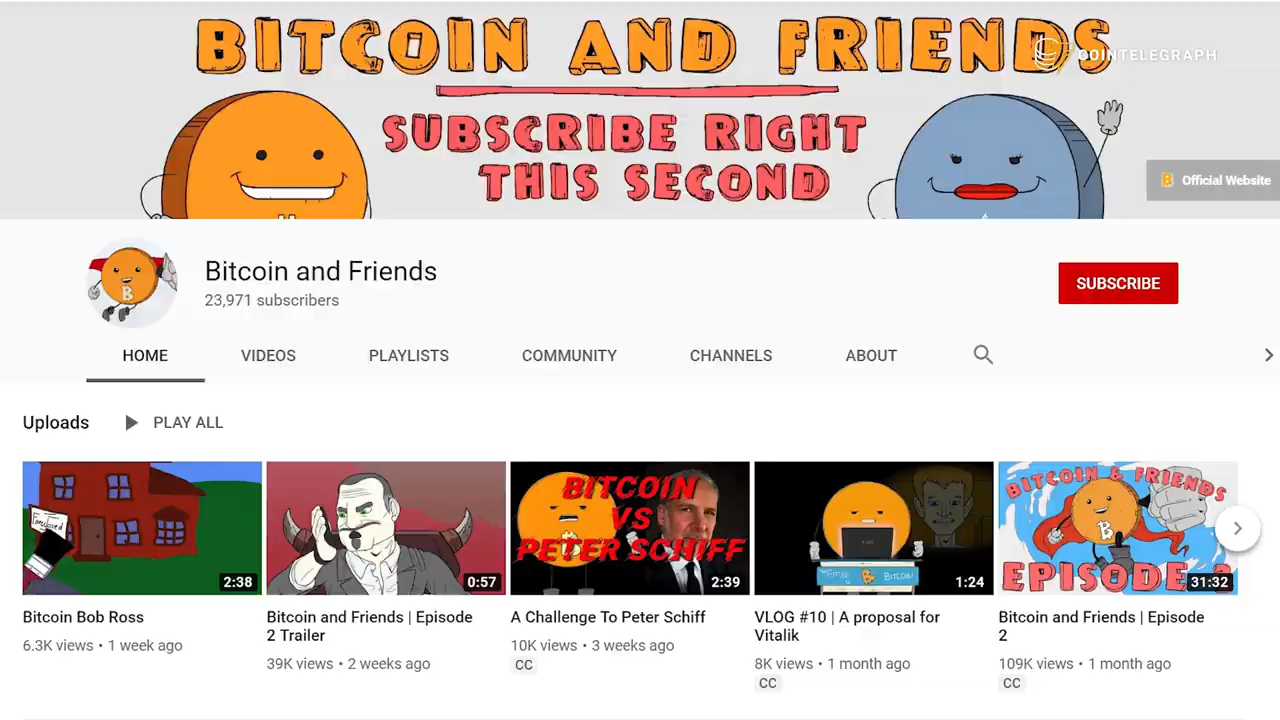 BITCOIN AND FRIENDS
COINTELEGRAPH
SUBSCRIBE RIGHT
THIS SECOND
Official Website
Bitcoin and Friends
23,971 subscribers
SUBSCRIBE
HOME VIDEOS PLAYLISTS COMMUNITY CHANNELS ABOUT
Uploads PLAY ALL
Foreclosed
2:38
0:57
BITCOIN
VS
PETER SCHIFF
2:39
BITCOIN
1:24
BITCOIN & FRIENDS
B
EPISODE
31:32
Bitcoin Bob Ross
6.3K views • 1 week ago
Bitcoin and Friends | Episode
2 Trailer
39K views • 2 weeks ago
A Challenge To Peter Schiff
10K views • 3 weeks ago
CC
VLOG #10 | A proposal for
Vitalik
8K views • 1 month ago
CC
Bitcoin and Friends | Episode
2
109K views • 1 month ago
CC